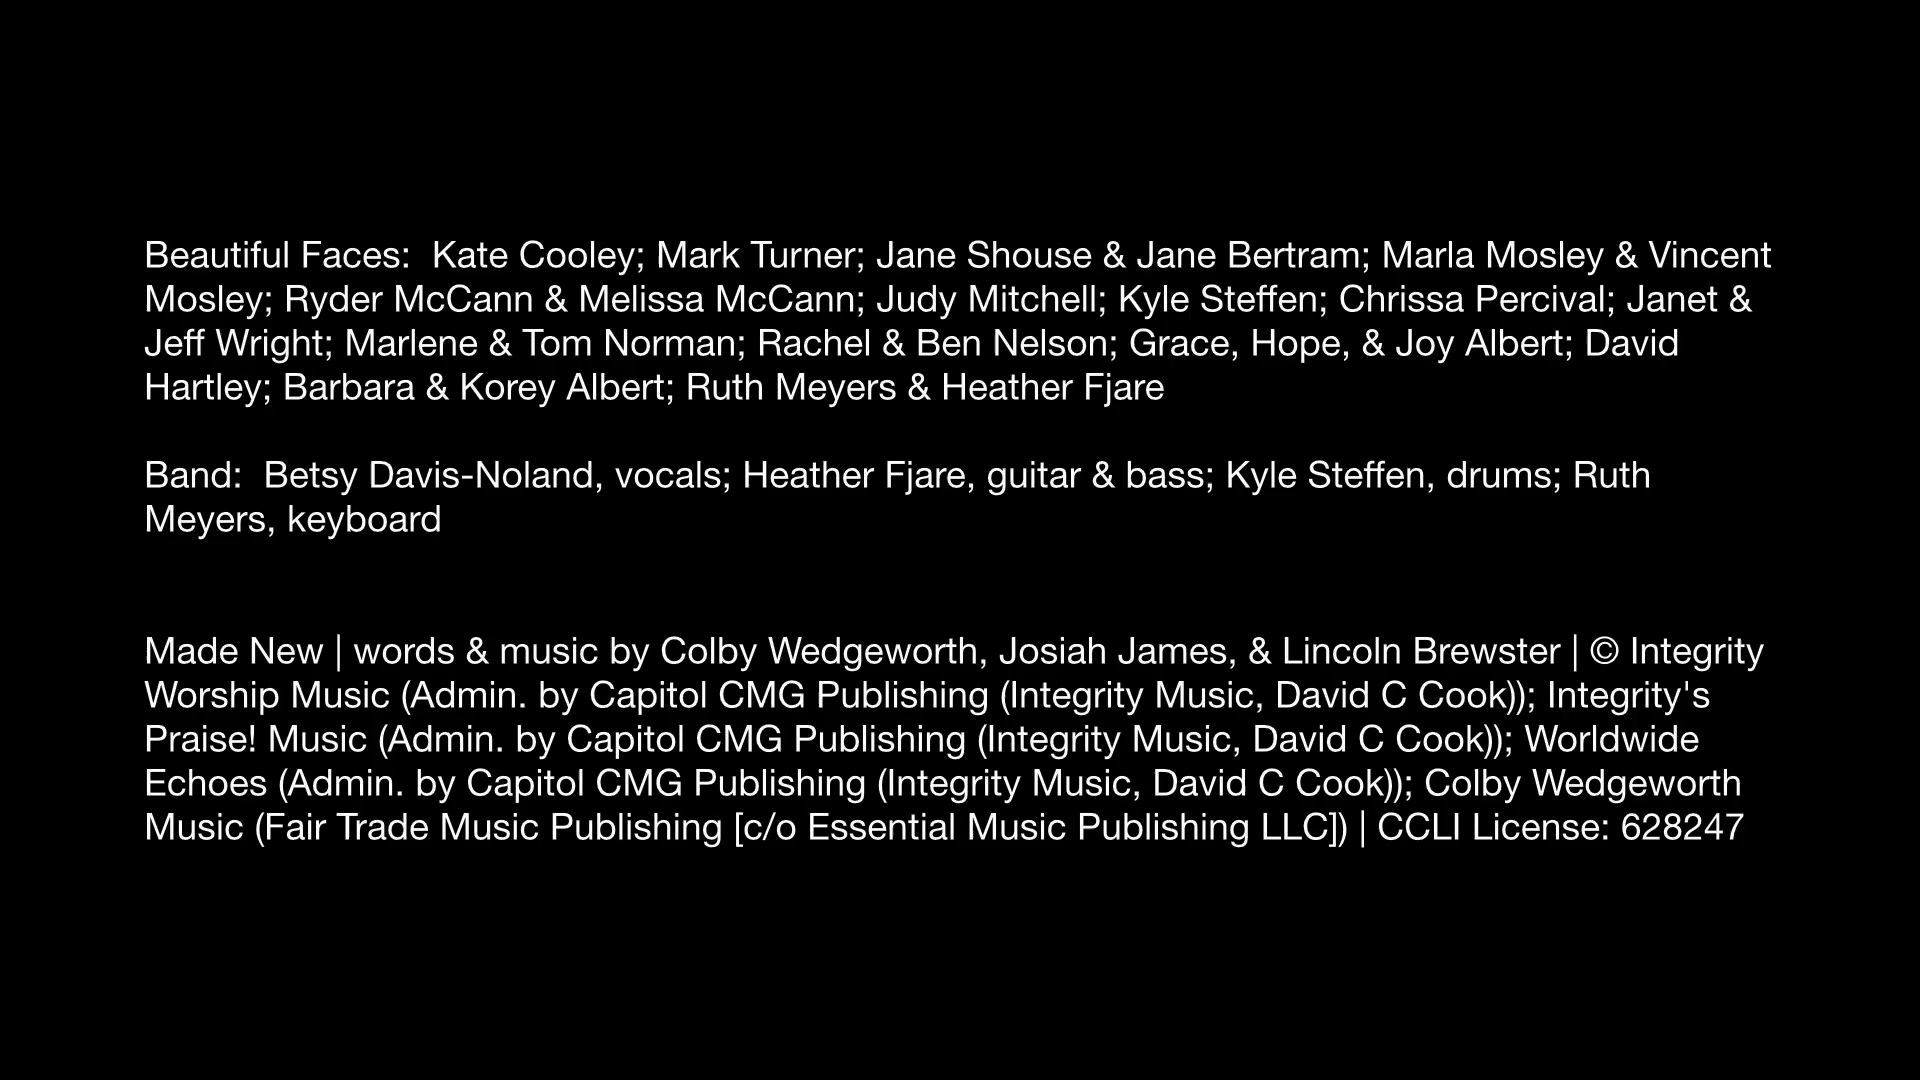 Beautiful Faces:  Kate Cooley; Mark Turner; Jane Shouse & Jane Bertram; Marla Mosley & Vincent
Mosley; Ryder McCann & Melissa McCann; Judy Mitchell; Kyle Steffen; Chrissa Percival; Janet &
Jeff Wright; Marlene & Tom Norman; Rachel & Ben Nelson; Grace, Hope, & Joy Albert; David
Hartley; Barbara & Korey Albert; Ruth Meyers & Heather Fjare
Band:  Betsy Davis-Noland, vocals; Heather Fjare, guitar & bass; Kyle Steffen, drums; Ruth
Meyers, keyboard
Made New | words & music by Colby Wedgeworth, Josiah James, & Lincoln Brewster | © Integrity
Worship Music (Admin. by Capitol CMG Publishing (Integrity Music, David C Cook)); Integrity's
Praise! Music (Admin. by Capitol CMG Publishing (Integrity Music, David C Cook)); Worldwide
Echoes (Admin. by Capitol CMG Publishing (Integrity Music, David C Cook)); Colby Wedgeworth
Music (Fair Trade Music Publishing [c/o Essential Music Publishing LLC]) | CCLI License: 628247